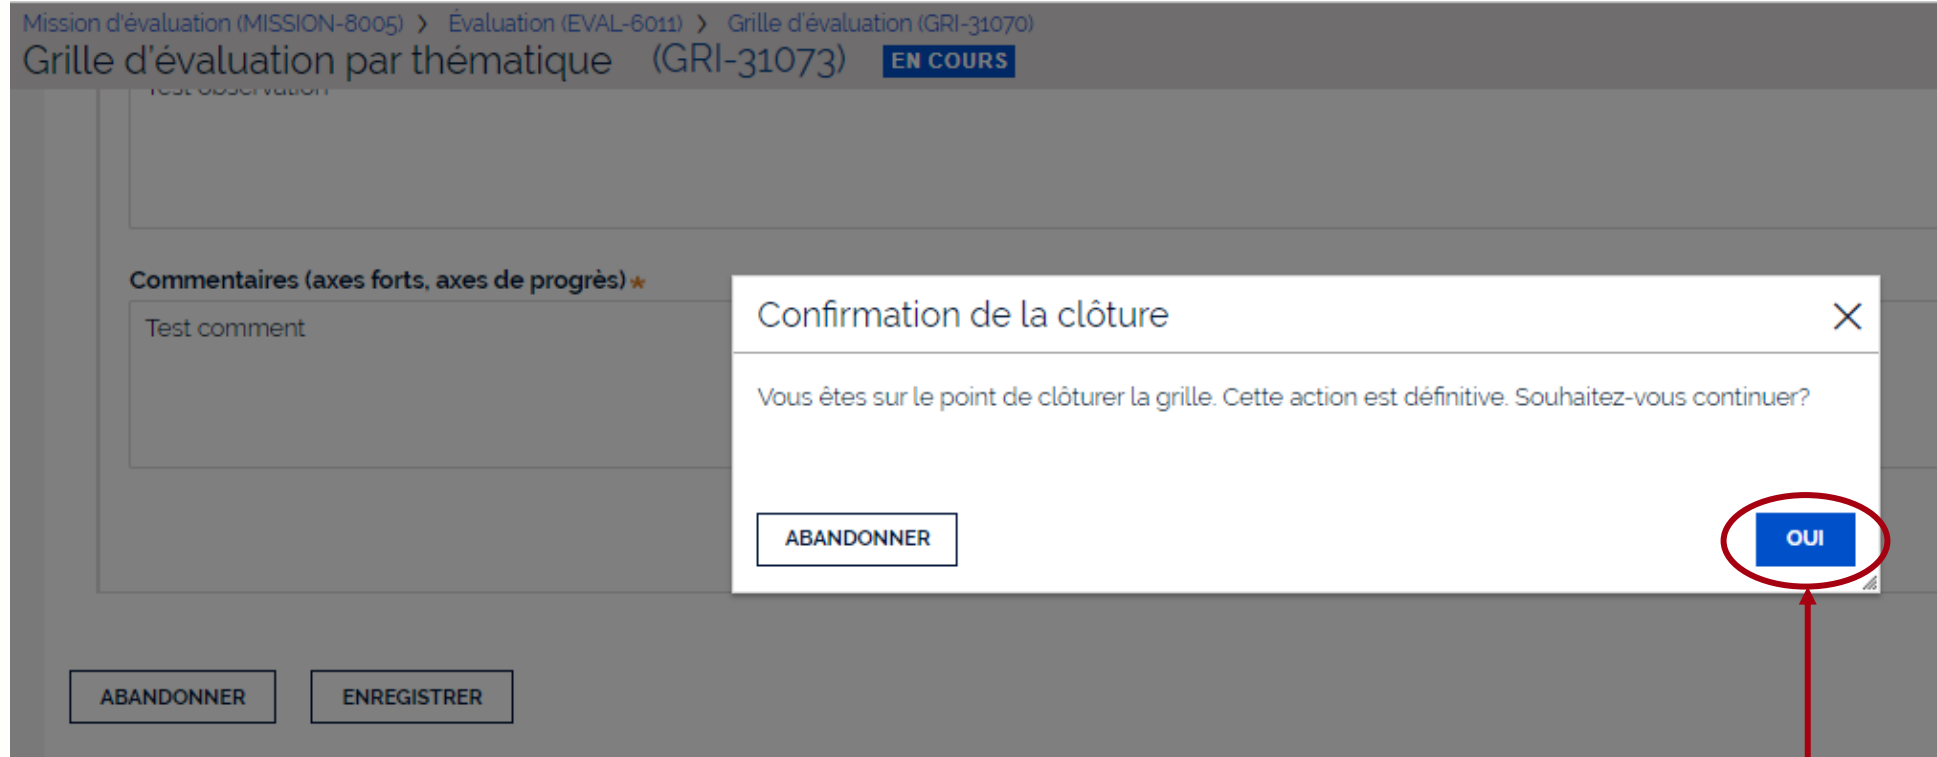 Mission d'évaluation (MISSION-8005) > Évaluation (EVAL-6011) > Grille d'évaluation (GRI-31070)
Grille d'évaluation par thématique (GRI-31073) EN COURS
Test observation
Commentaires (axes forts, axes de progrès) *
Test comment
Confirmation de la clôture
Vous êtes sur le point de clôturer la grille. Cette action est définitive. Souhaitez-vous continuer?
ABANDONNER OUI
ABANDONNER ENREGISTRER